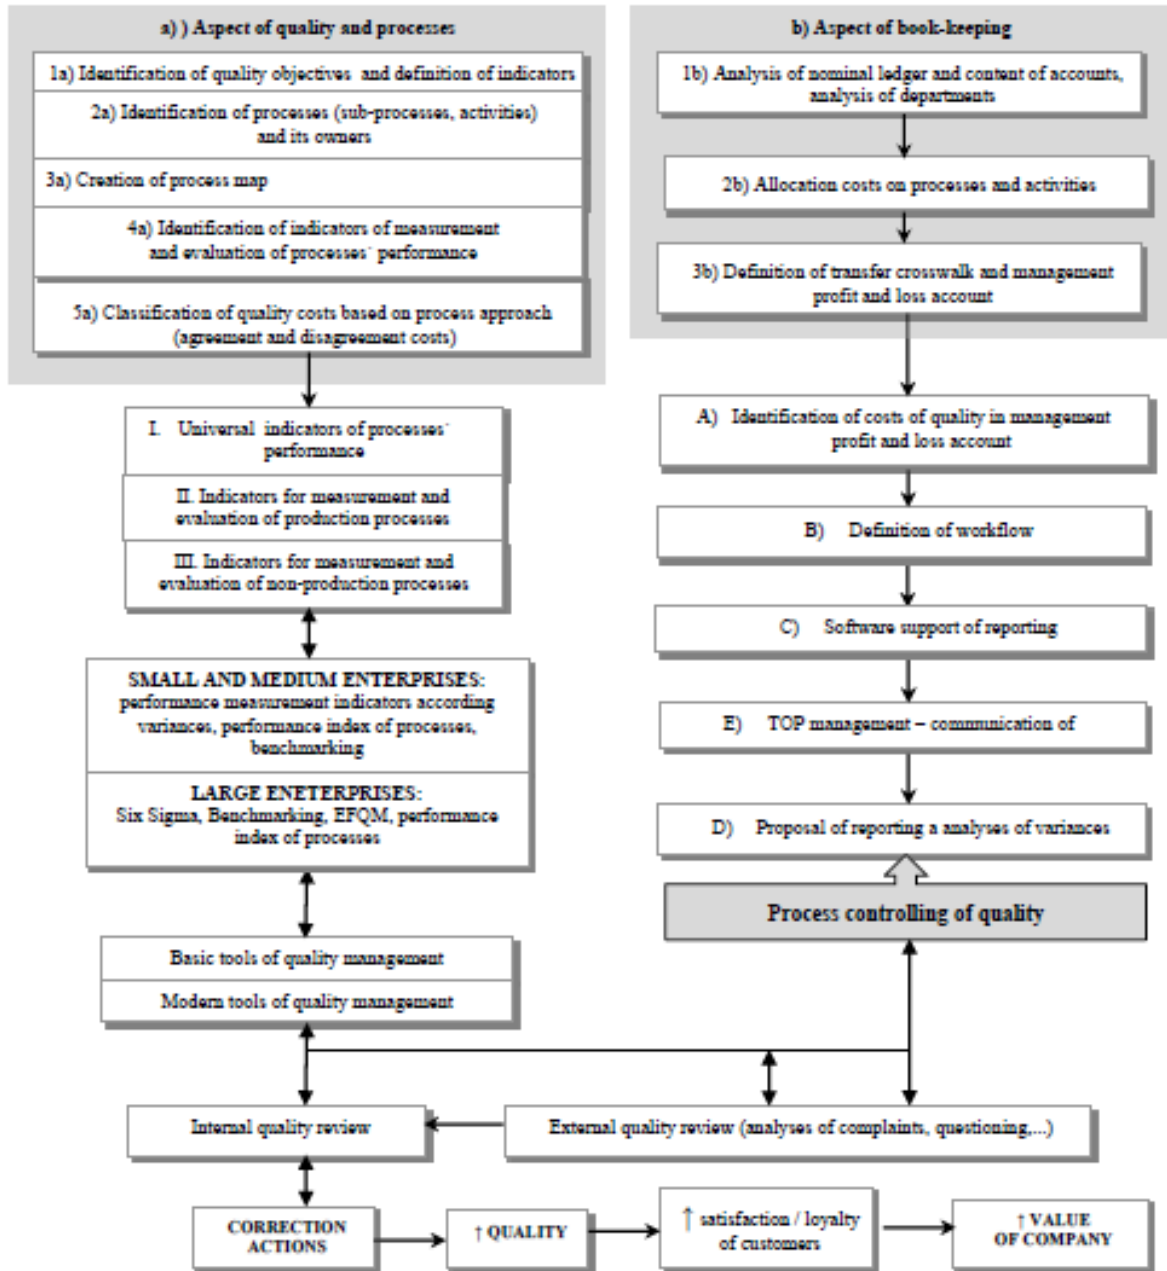 a) ) Aspect of quality and processes
1a) Identification of quality objectives and definition of indicators
2a) Identification of processes (sub-processes, activities)
and its owners
3a) Creation of process map
4a) Identification of indicators of measurement
and evaluation of processes´ performance
5a) Classification of quality costs based on process approach
(agreement and disagreement costs)
I. Universal indicators of processes´
performance
II. Indicators for measurement and
evaluation of production processes
III. Indicators for measurement and
evaluation of non-production processes
SMALL AND MEDIUM ENTERPRISES:
performance measurement indicators according
variances, performance index of processes,
benchmarking
LARGE ENETERPRISES:
Six Sigma, Benchmarking, EFQM, performance
index of processes
Basic tools of quality management
Modern tools of quality management
b) Aspect of book-keeping
1b) Analysis of nominal ledger and content of accounts,
analysis of departments
2b) Allocation costs on processes and activities
3b) Definition of transfer crosswalk and management
profit and loss account
A) Identification of costs of quality in management
profit and loss account
B) Definition of workflow
C) Software support of reporting
E) TOP management – communication of
D) Proposal of reporting a analyses of variances
Process controlling of quality
Internal quality review
External quality review (analyses of complaints, questioning,...)
CORRECTION
ACTIONS
↑ QUALITY
↑ satisfaction / loyalty
of customers
↑ VALUE
OF COMPANY